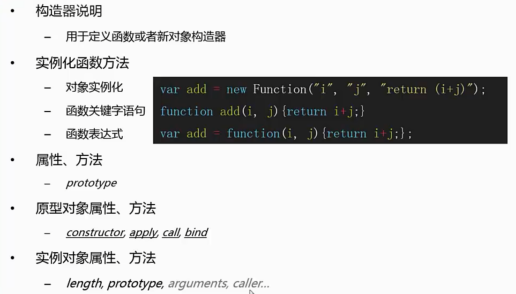 • 构造器说明
– 用于定义函数或者新对象构造器
• 实例化函数方法
– 对象实例化
– 函数关键字语句
– 函数表达式
var add = new Function("i", "j", "return (i+j)");
function add(i, j){return i+j;}
var add = function(i, j){return i+j;};
• 属性、方法
– prototype
• 原型对象属性、方法
– constructor, apply, call, bind
• 实例对象属性、方法
– length, prototype, arguments, caller...